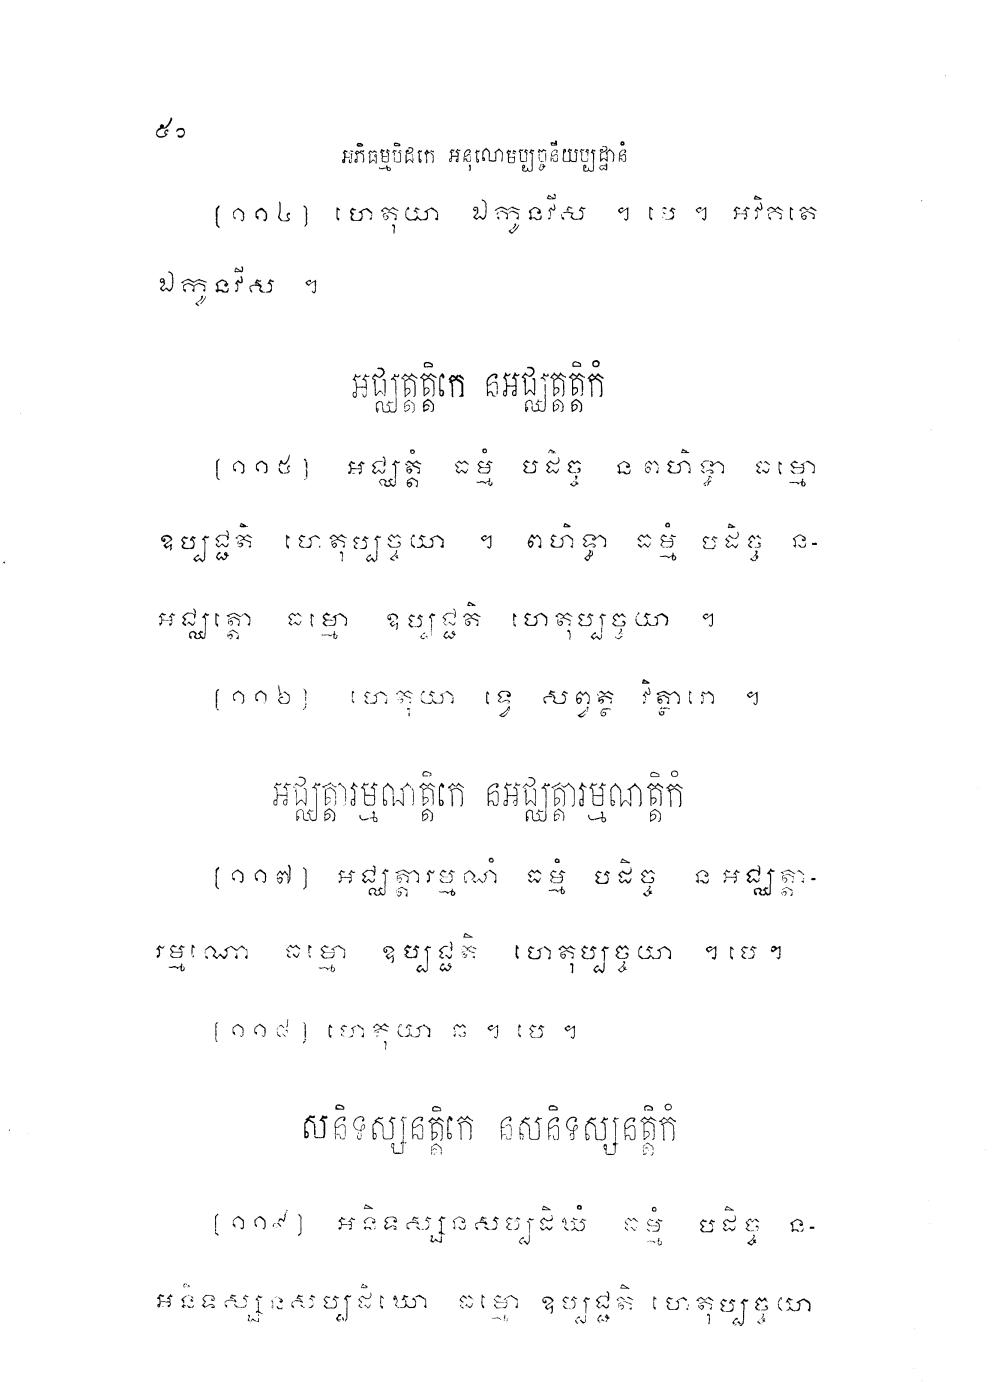 ៥០
អភិធម្មបិដកេ អនុលោមប្បច្ចនីយប្បដ្ឋានំ
[១១៤] ហេតុយា ឯកូនវីស ។ បេ ។ អវិកតេ
ឯកូនវីស ។
អជ្ឈត្តត្តិកេ នអជ្ឈត្តត្តិកំ
[១១៥] អជ្ឈត្តំ ធម្មំ បដិច្ច នពហិទ្ធា ធម្មោ
ឧប្បជ្ជតិ ហេតុប្បច្ចយា ។ ពហិទ្ធា ធម្មំ បដិច្ច ន-
អជ្ឈត្តោ ធម្មោ ឧប្បជ្ជតិ ហេតុប្បច្ចយា ។
[១១៦] ហេតុយា ទ្វេ សព្វត្ថ វិត្ថារោ ។
អជ្ឈត្តារម្មណត្តិកេ នអជ្ឈត្តារម្មណត្តិកំ
[១១៧] អជ្ឈត្តារម្មណំ ធម្មំ បដិច្ច នអជ្ឈត្តា-
រម្មណោ ធម្មោ ឧប្បជ្ជតិ ហេតុប្បច្ចយា ។ បេ ។
[១១៨] ហេតុយា ឆ ។ បេ ។
សនិទស្សនត្តិកេ នសនិទស្សនត្តិកំ
[១១៩] អនិទស្សនសប្បដិឃំ ធម្មំ បដិច្ច ន-
អនិទស្សនសប្បដិឃោ ធម្មោ ឧប្បជ្ជតិ ហេតុប្បច្ចយា